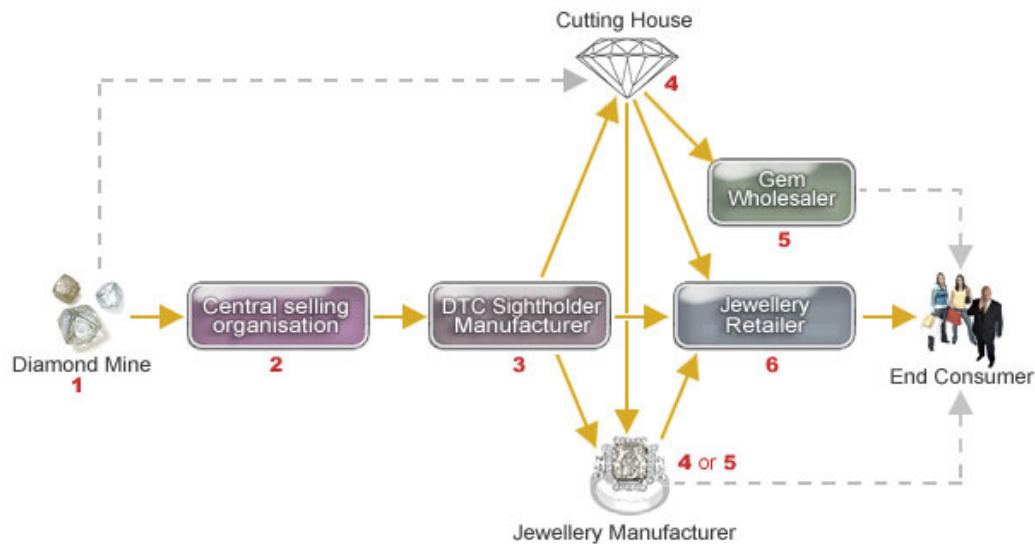 Cutting House
4
Gem
Wholesaler
5
Diamond Mine
1
Central selling
organisation
2
DTC Sightholder
Manufacturer
3
Jewellery
Retailer
6
End Consumer
4 or 5
Jewellery Manufacturer